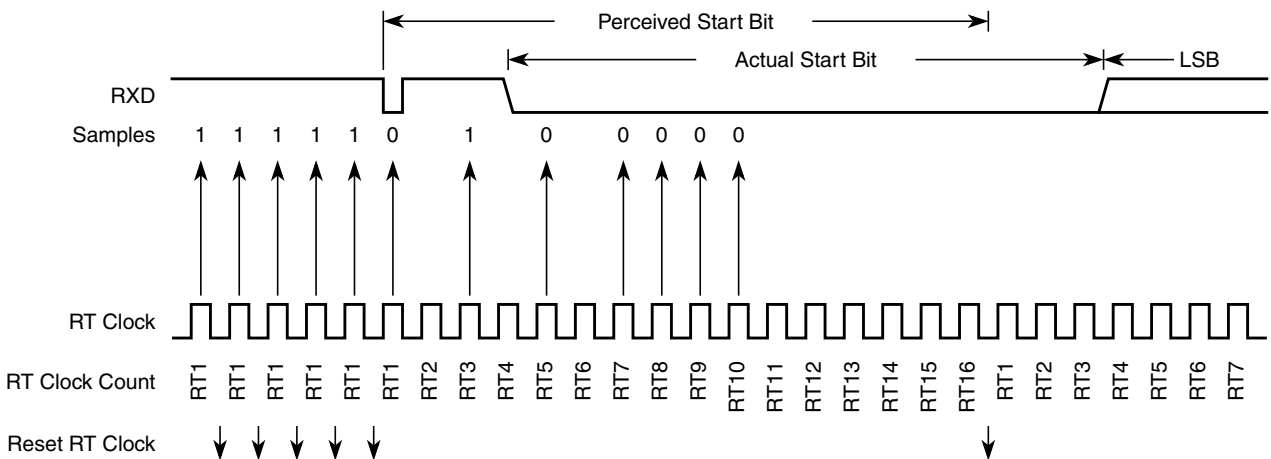 Perceived Start Bit
Actual Start Bit
LSB
RXD
Samples 1 1 1 1 1 0 1 0 0 0 0 0
RT Clock
RT Clock Count RT1 RT1 RT1 RT1 RT1 RT1 RT2 RT3 RT4 RT5 RT6 RT7 RT8 RT9 RT10 RT11 RT12 RT13 RT14 RT15 RT16 RT1 RT2 RT3 RT4 RT5 RT6 RT7
Reset RT Clock